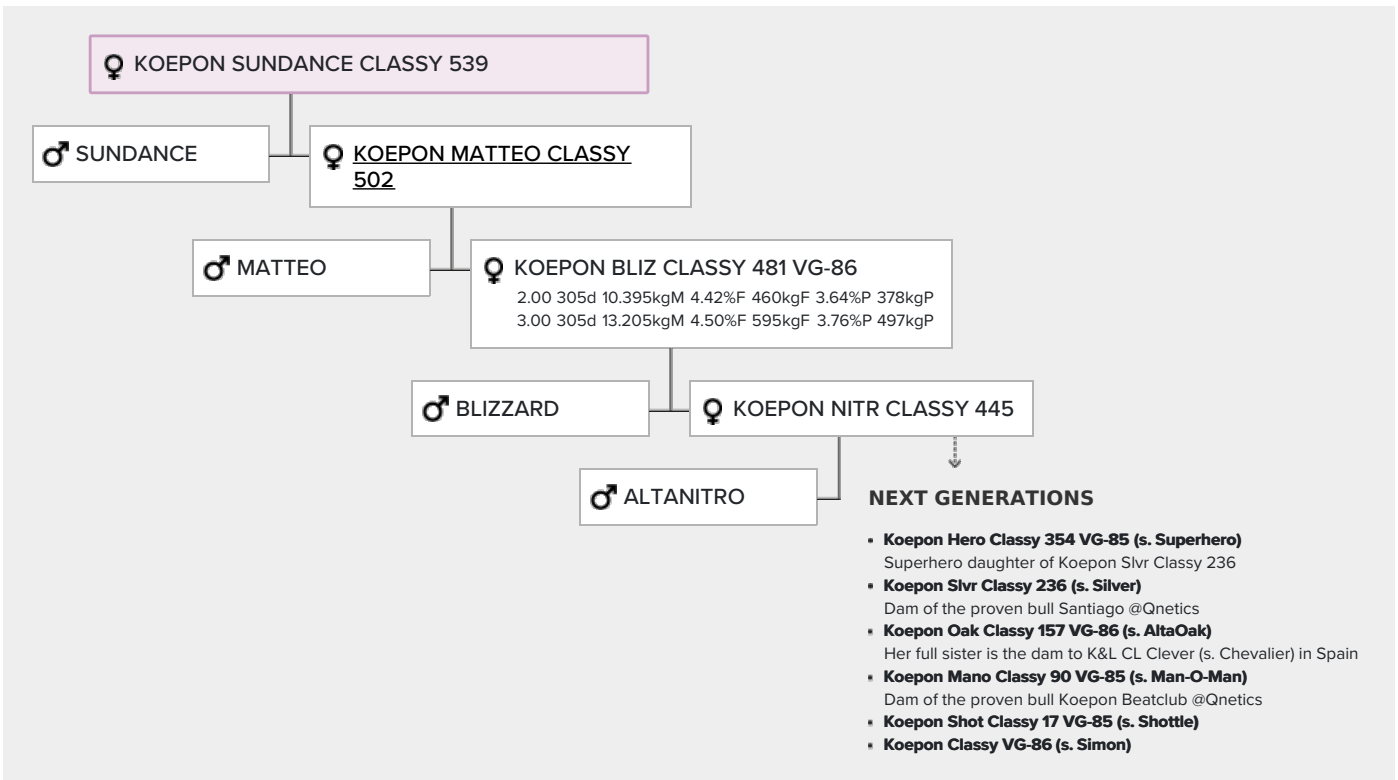 KOEPON SUNDANCE CLASSY 539
SUNDANCE
KOEPON MATTEO CLASSY
502
MATTEO
KOEPON BLIZ CLASSY 481 VG-86
2.00 305d 10.395kgM 4.42%F 460kgF 3.64%P 378kgP
3.00 305d 13.205kgM 4.50%F 595kgF 3.76%P 497kgP
BLIZZARD
KOEPON NITR CLASSY 445
ALTANITRO
NEXT GENERATIONS
Koepon Hero Classy 354 VG-85 (s. Superhero)
Superhero daughter of Koepon Slvr Classy 236
Koepon Slvr Classy 236 (s. Silver)
Dam of the proven bull Santiago @Qnetics
Koepon Oak Classy 157 VG-86 (s. AltaOak)
Her full sister is the dam to K&L CL Clever (s. Chevalier) in Spain
Koepon Mano Classy 90 VG-85 (s. Man-O-Man)
Dam of the proven bull Koepon Beatclub @Qnetics
Koepon Shot Classy 17 VG-85 (s. Shottle)
Koepon Classy VG-86 (s. Simon)